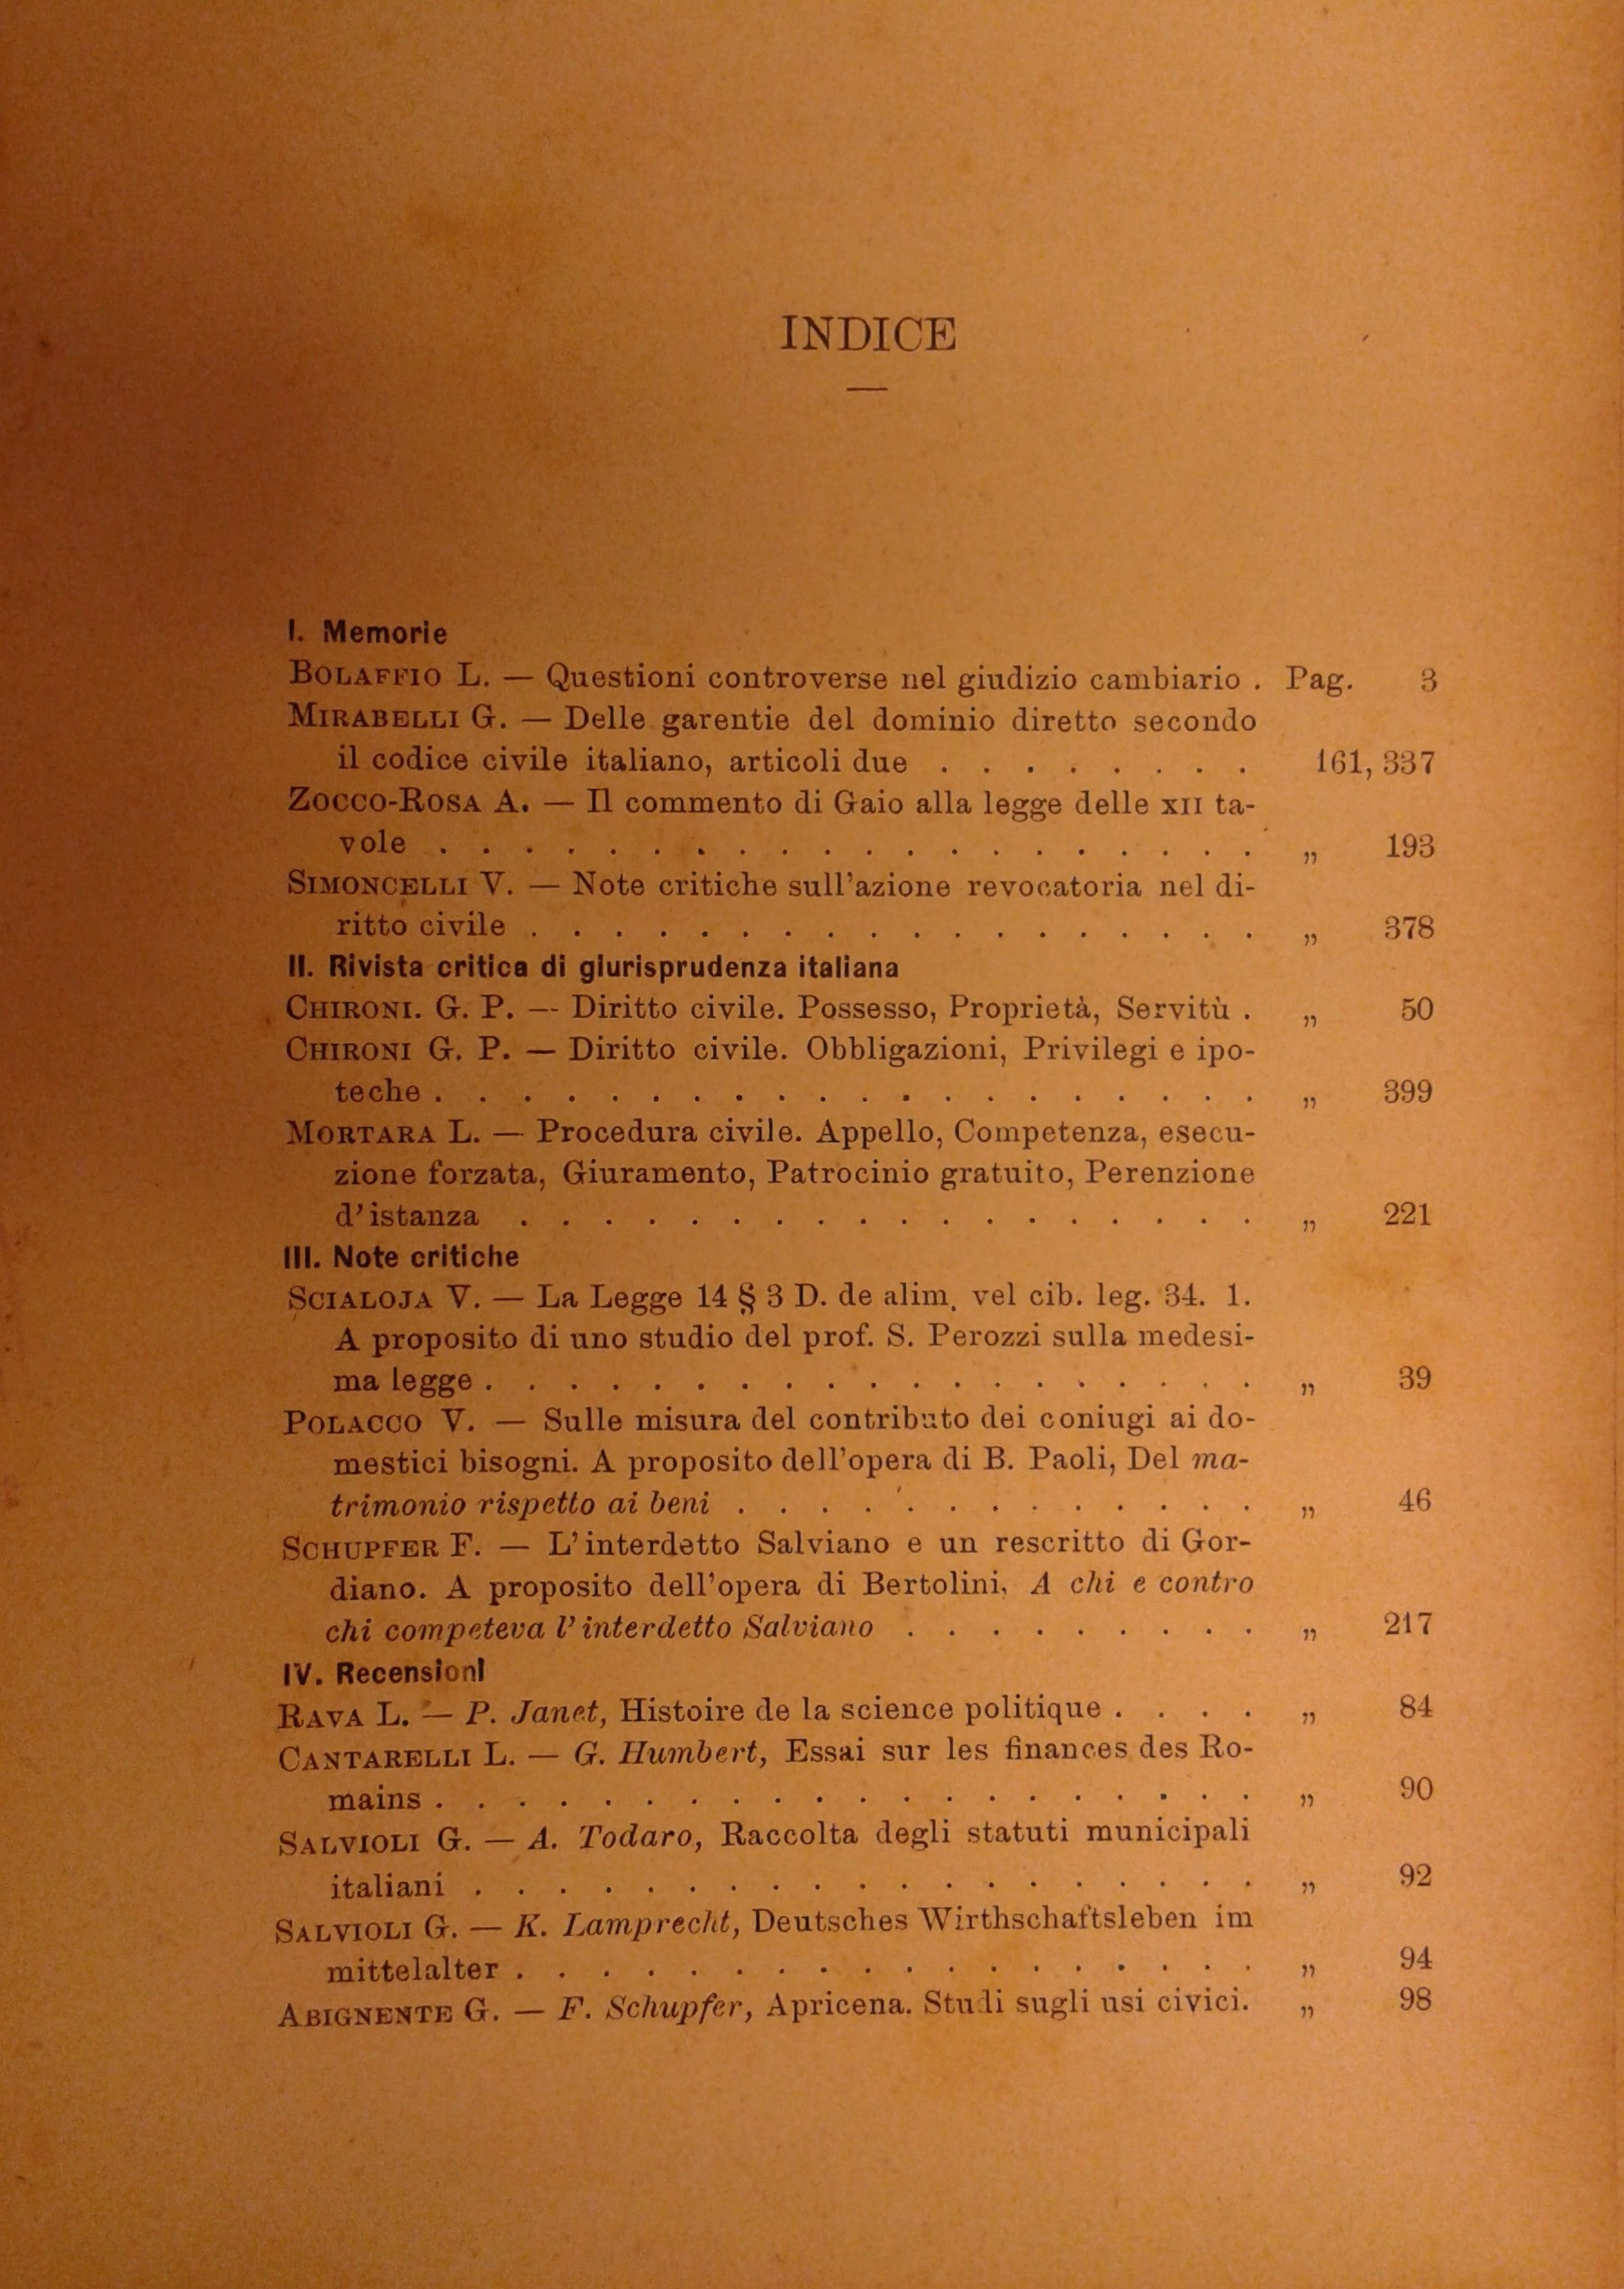 INDICE
I. Memorie
BOLAFFIO L. — Questioni controverse nel giudizio cambiario . Pag. 3
MIRABELLI G. — Delle garentie del dominio diretto secondo
il codice civile italiano, articoli due . . . . . . . . 161, 337
ZOCCO-ROSA A. — Il commento di Gaio alla legge delle XII ta-
vole . . . . . . . . . . . . . . . . . . . . „ 193
SIMONCELLI V. — Note critiche sull'azione revocatoria nel di-
ritto civile . . . . . . . . . . . . . . . . . . „ 378
II. Rivista critica di giurisprudenza italiana
CHIRONI. G. P. — Diritto civile. Possesso, Proprietà, Servitù . „ 50
CHIRONI G. P. — Diritto civile. Obbligazioni, Privilegi e ipo-
teche . . . . . . . . . . . . . . . . . . . . „ 399
MORTARA L. — Procedura civile. Appello, Competenza, esecu-
zione forzata, Giuramento, Patrocinio gratuito, Perenzione
d'istanza . . . . . . . . . . . . . . . . . . „ 221
III. Note critiche
SCIALOJA V. — La Legge 14 § 3 D. de alim. vel cib. leg. 34. 1.
A proposito di uno studio del prof. S. Perozzi sulla medesi-
ma legge . . . . . . . . . . . . . . . . . . . „ 39
POLACCO V. — Sulle misura del contributo dei coniugi ai do-
mestici bisogni. A proposito dell'opera di B. Paoli, Del ma-
trimonio rispetto ai beni . . . . . . . . . . . . . „ 46
SCHUPFER F. — L'interdetto Salviano e un rescritto di Gor-
diano. A proposito dell'opera di Bertolini, A chi e contro
chi competeva l'interdetto Salviano . . . . . . . . . „ 217
IV. Recensioni
RAVA L. — P. Janet, Histoire de la science politique . . . . „ 84
CANTARELLI L. — G. Humbert, Essai sur les finances des Ro-
mains . . . . . . . . . . . . . . . . . . . . „ 90
SALVIOLI G. — A. Todaro, Raccolta degli statuti municipali
italiani . . . . . . . . . . . . . . . . . . . „ 92
SALVIOLI G. — K. Lamprecht, Deutsches Wirthschaftsleben im
mittelalter . . . . . . . . . . . . . . . . . . „ 94
ABIGNENTE G. — F. Schupfer, Apricena. Studi sugli usi civici. „ 98